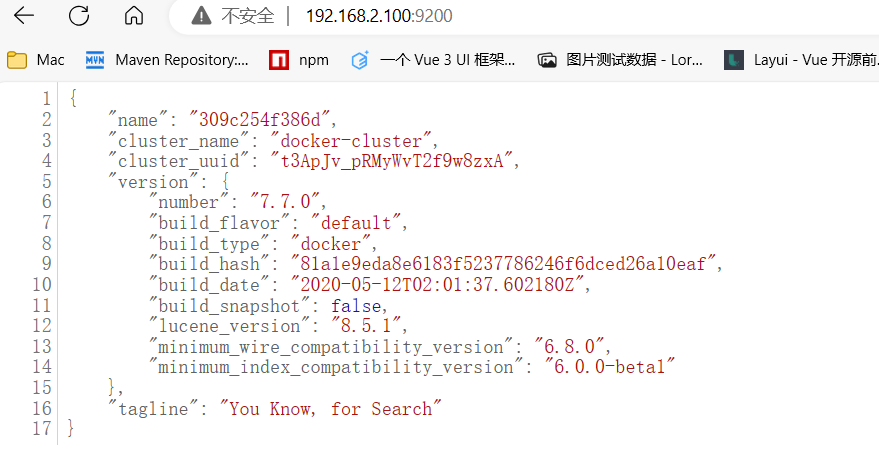 不安全 | 192.168.2.100:9200
Mac Maven Repository:... npm 一个 Vue 3 UI 框架... 图片测试数据 - Lor... Layui - Vue 开源前.
1 {
2 "name": "309c254f386d",
3 "cluster_name": "docker-cluster",
4 "cluster_uuid": "t3ApJv_pRMyWvT2f9w8zxA",
5 "version": {
6 "number": "7.7.0",
7 "build_flavor": "default",
8 "build_type": "docker",
9 "build_hash": "81a1e9eda8e6183f5237786246f6dced26a10eaf",
10 "build_date": "2020-05-12T02:01:37.602180Z",
11 "build_snapshot": false,
12 "lucene_version": "8.5.1",
13 "minimum_wire_compatibility_version": "6.8.0",
14 "minimum_index_compatibility_version": "6.0.0-beta1"
15 },
16 "tagline": "You Know, for Search"
17 }